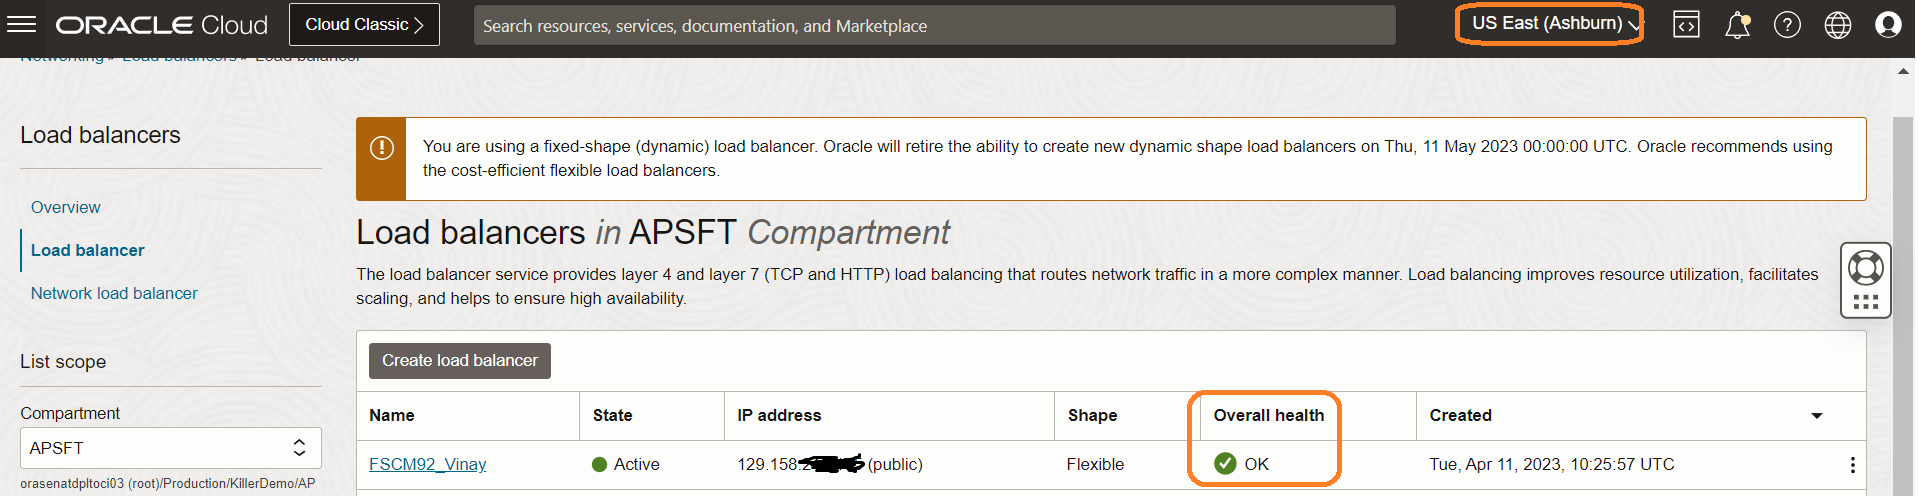 ORACLE Cloud
Cloud Classic
Search resources, services, documentation, and Marketplace
US East (Ashburn)
Networking » Load balancers » Load balancer
Load balancers
Overview
Load balancer
Network load balancer
List scope
Compartment
APSFT
orasenatdpltoci03 (root)/Production/KillerDemo/AP
You are using a fixed-shape (dynamic) load balancer. Oracle will retire the ability to create new dynamic shape load balancers on Thu, 11 May 2023 00:00:00 UTC. Oracle recommends using
the cost-efficient flexible load balancers.
Load balancers in APSFT Compartment
The load balancer service provides layer 4 and layer 7 (TCP and HTTP) load balancing that routes network traffic in a more complex manner. Load balancing improves resource utilization, facilitates
scaling, and helps to ensure high availability.
Create load balancer
Name State IP address Shape Overall health Created
FSCM92_Vinay Active 129.158. (public) Flexible OK Tue, Apr 11, 2023, 10:25:57 UTC